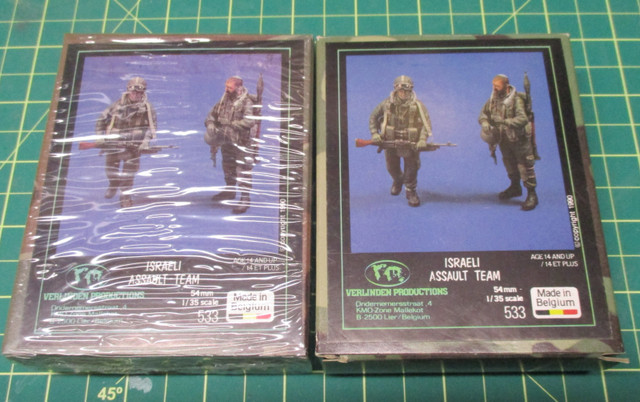 ISRAELI
ASSAULT TEAM
AGE 14 AND UP
/ 14 ET PLUS
VERLINDEN PRODUCTIONS
54mm
1/35 scale
533
Made in
Belgium
© copyright 1990
ISRAELI
ASSAULT TEAM
AGE 14 AND UP
/ 14 ET PLUS
VERLINDEN PRODUCTIONS
54mm
1/35 scale
533
Made in
Belgium
Ondernemersstraat ,4
KMO-Zone Mallekot
B-2500 Lier/Belgium
45°